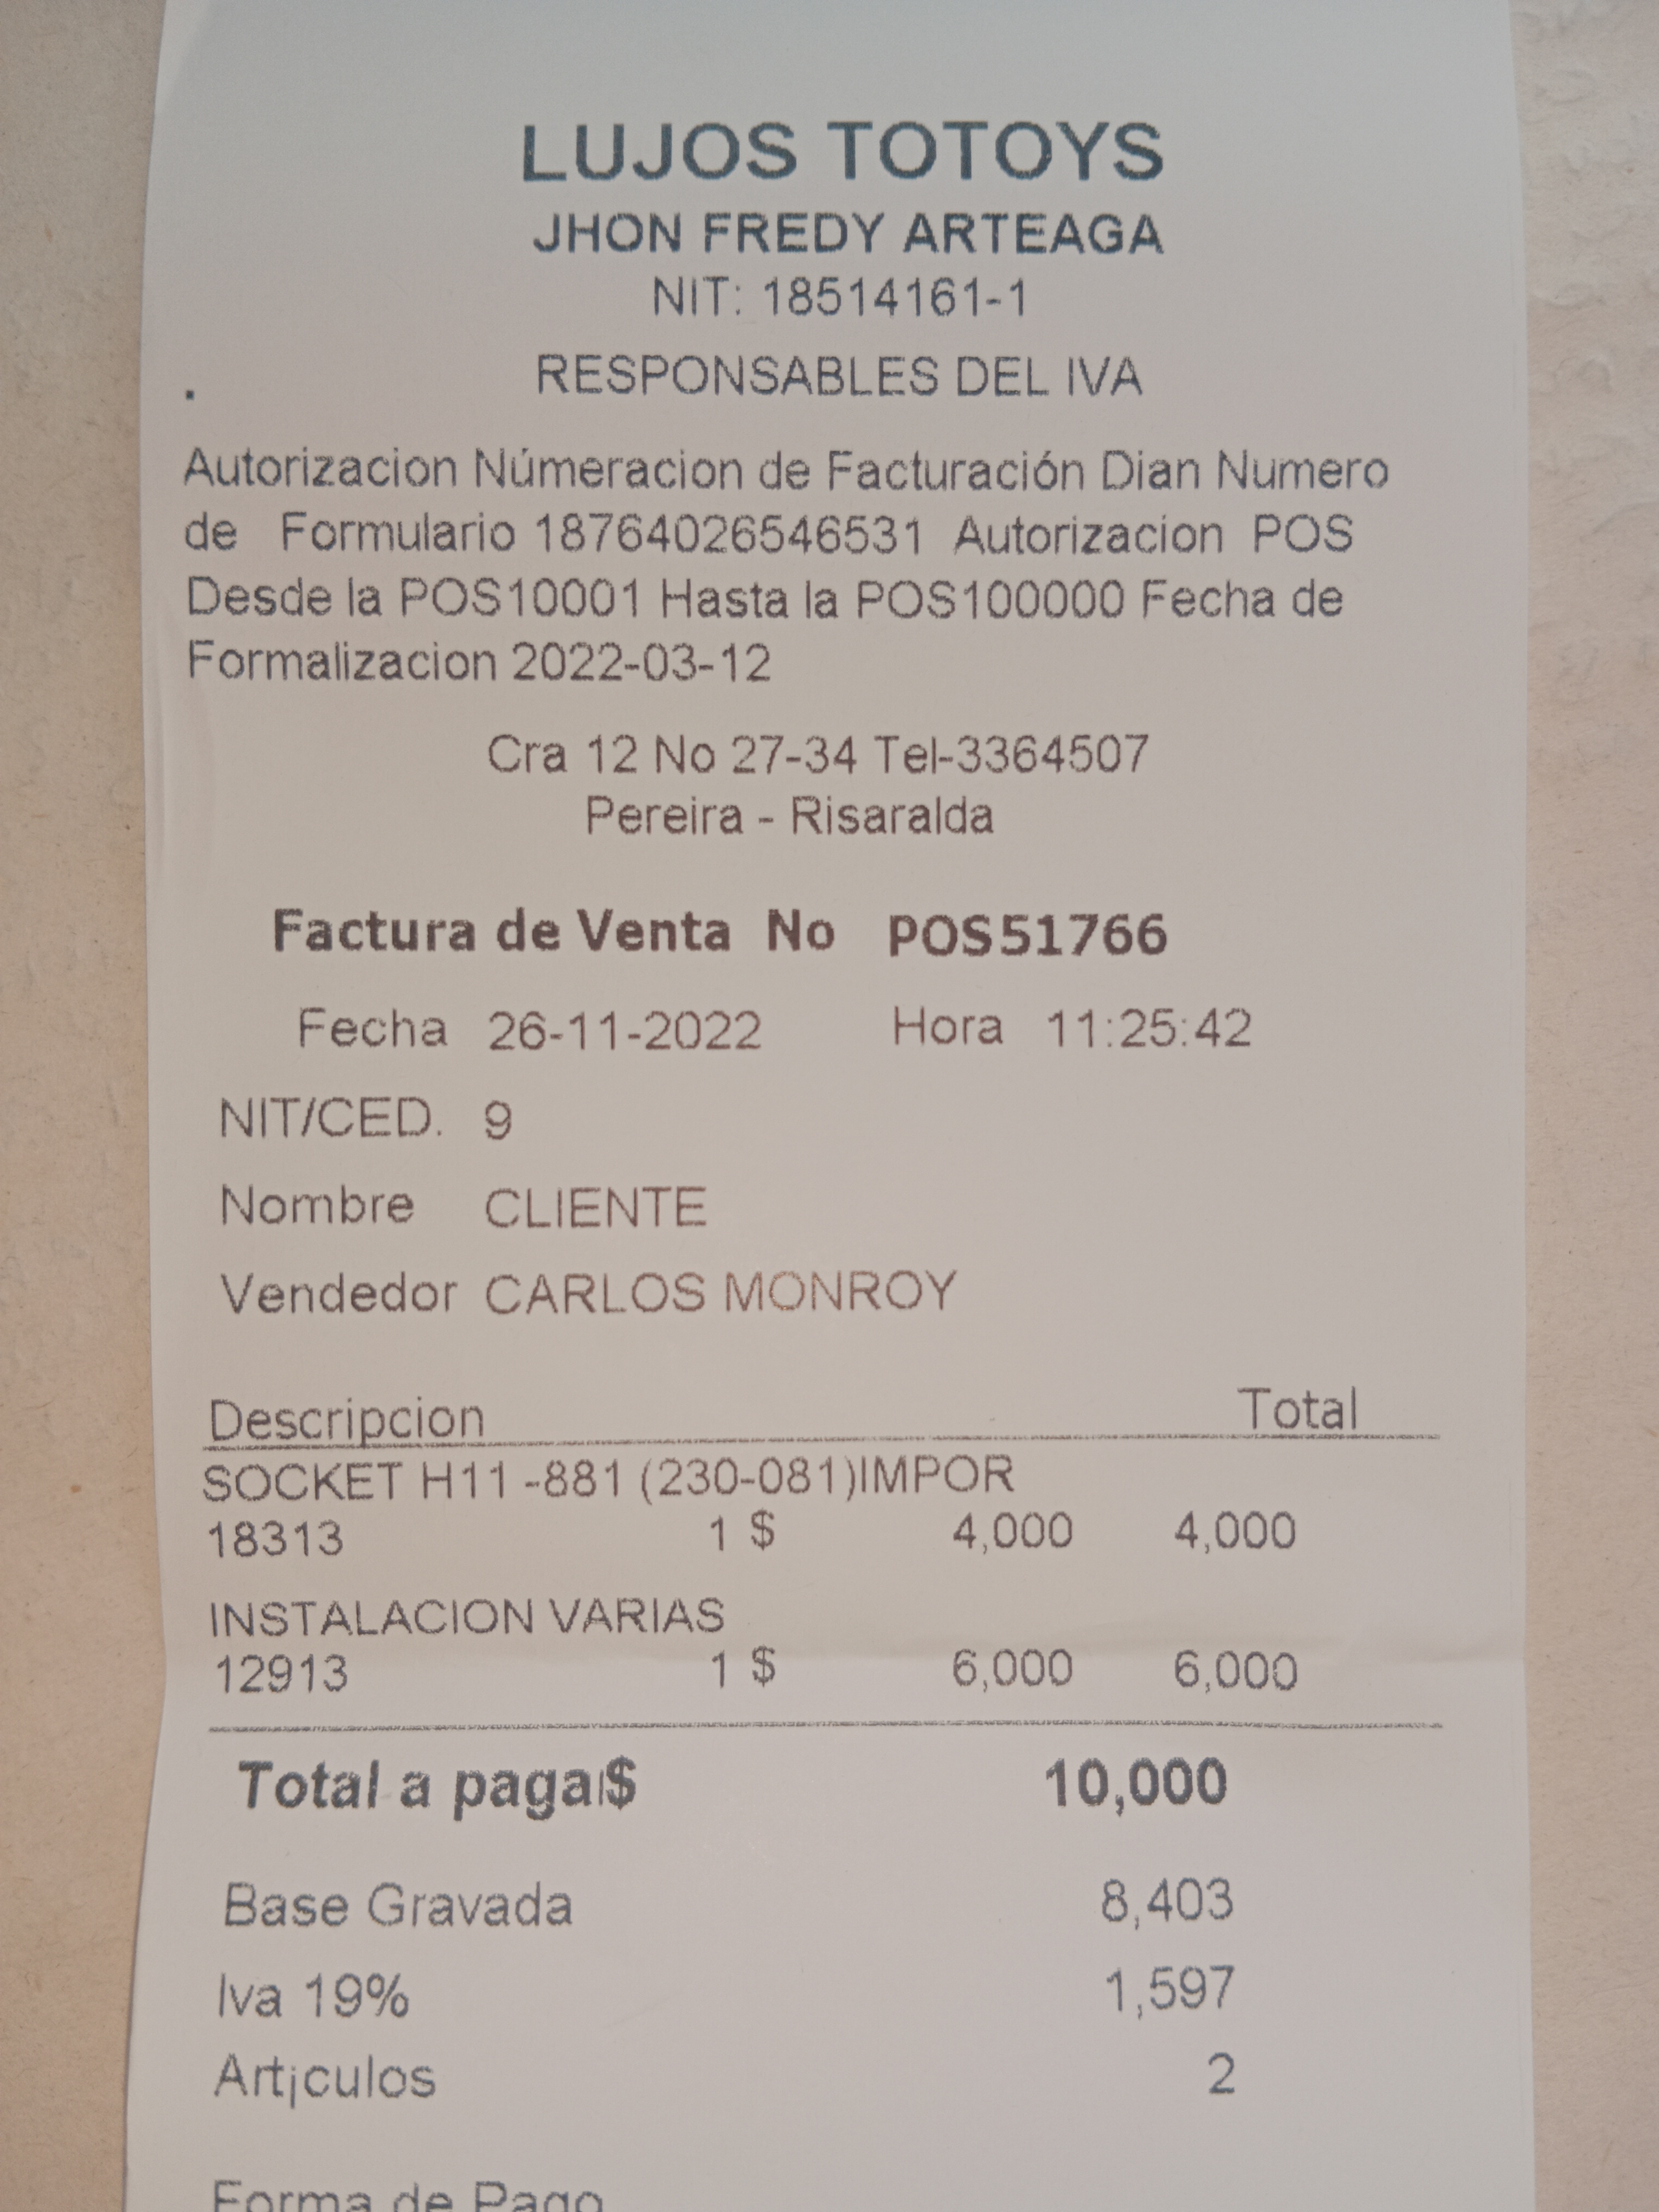 LUJOS TOTOYS
JHON FREDY ARTEAGA
NIT: 18514161-1
RESPONSABLES DEL IVA
.
Autorizacion Númeracion de Facturación Dian Numero
de Formulario 18764026546531 Autorizacion POS
Desde la POS10001 Hasta la POS100000 Fecha de
Formalizacion 2022-03-12
Cra 12 No 27-34 Tel-3364507
Pereira - Risaralda
Factura de Venta No POS51766
Fecha 26-11-2022 Hora 11:25:42
NIT/CED. 9
Nombre CLIENTE
Vendedor CARLOS MONROY
Descripcion Total
SOCKET H11 -881 (230-081)IMPOR
18313 1 $ 4,000 4,000
INSTALACION VARIAS
12913 1 $ 6,000 6,000
Total a pagar$ 10,000
Base Gravada 8,403
Iva 19% 1,597
Art¡culos 2
Forma de Pago